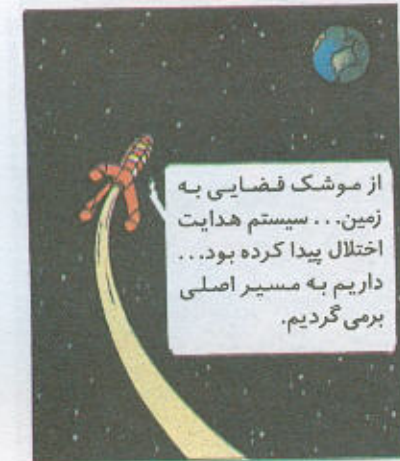 از موشک فضایی به
زمین... سیستم هدایت
اختلال پیدا کرده بود...
داریم به مسیر اصلی
برمی گردیم.